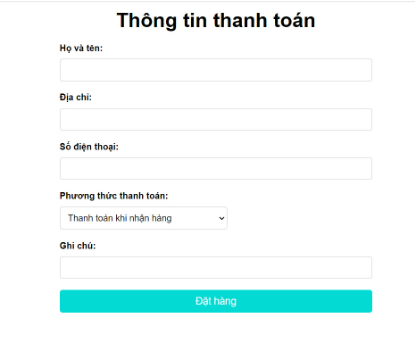 Thông tin thanh toán
Họ và tên:
Địa chỉ:
Số điện thoại:
Phương thức thanh toán:
Thanh toán khi nhận hàng
Ghi chú:
Đặt hàng